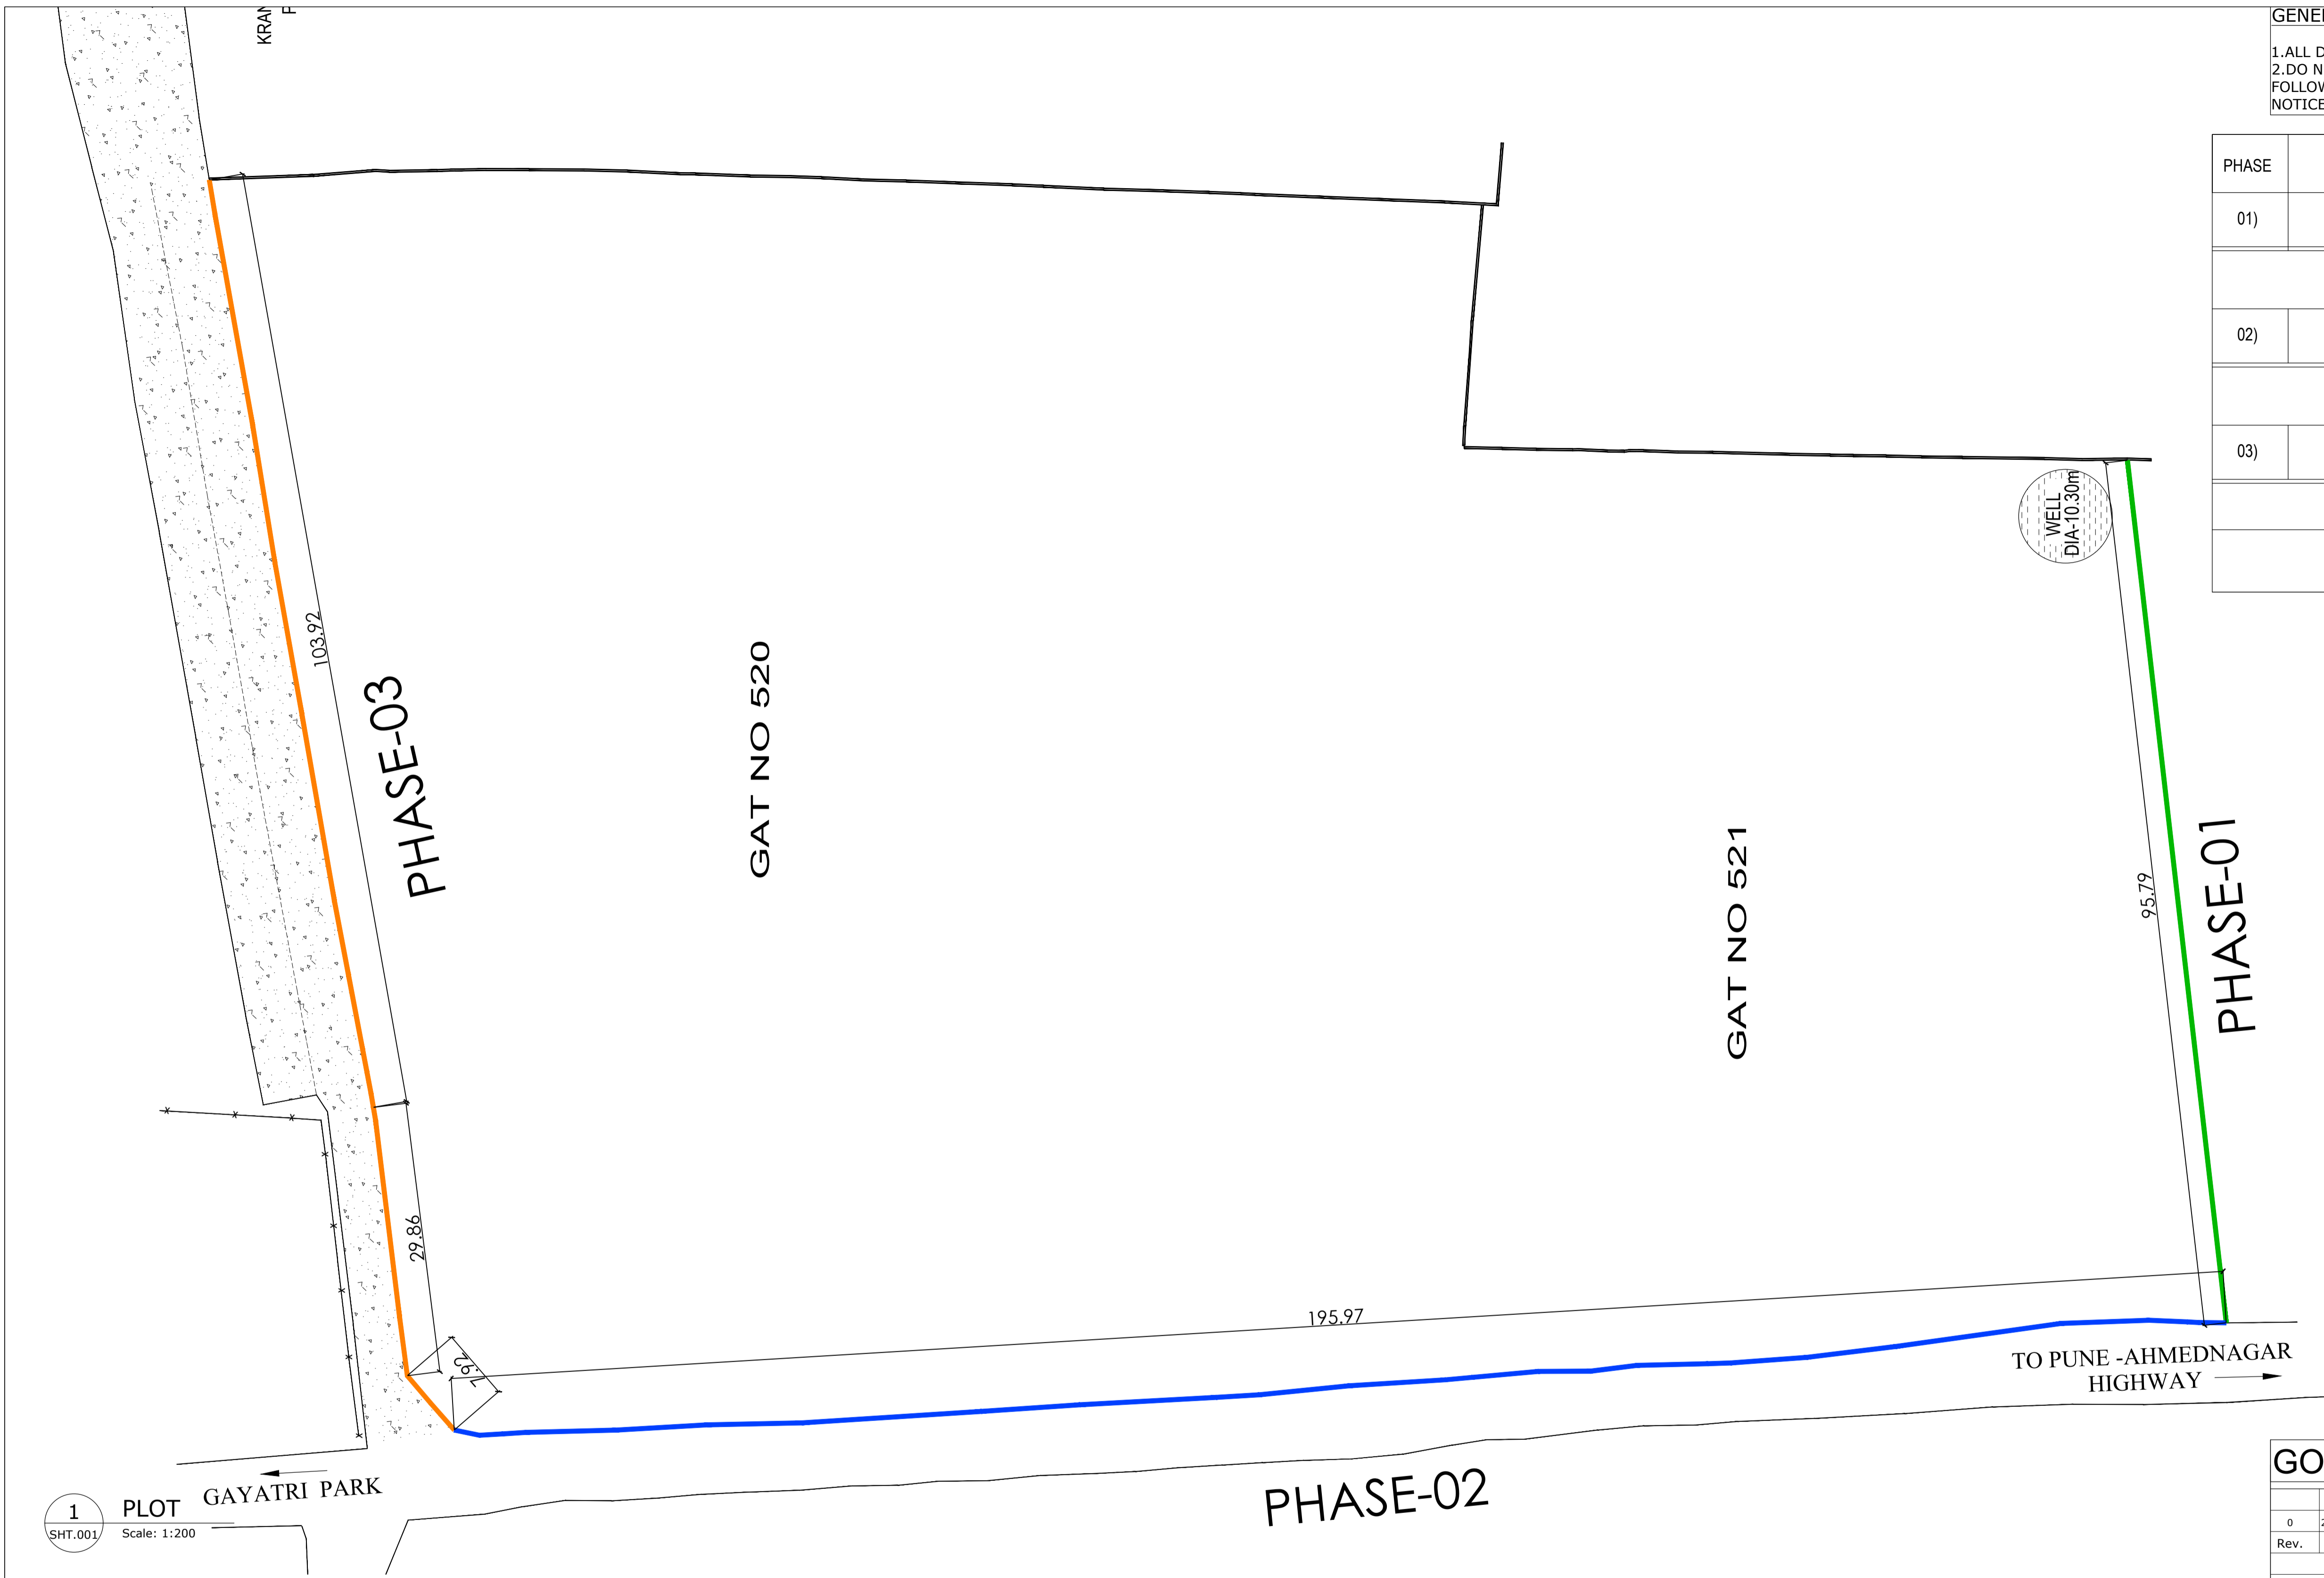 KRAN
GENE
1.ALL D
2.DO N
FOLLOW
NOTICE
PHASE
01)
02)
03)
WELL
DIA-10.30m
103.92
PHASE-03
GAT NO 520
GAT NO 521
95.79
PHASE-01
29.86
7.92
195.97
TO PUNE -AHMEDNAGAR
HIGHWAY
GAYATRI PARK
PHASE-02
1
SHT.001
PLOT
Scale: 1:200
GO
0
Rev.